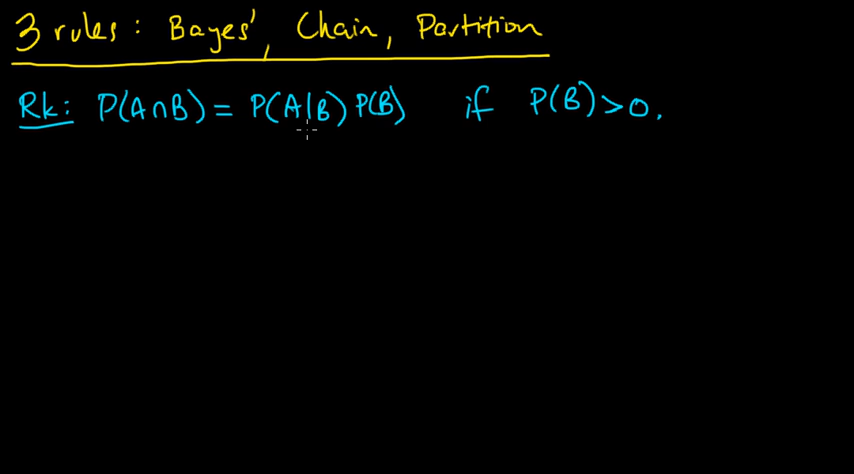 3 rules: Bayes', Chain, Partition
Rk: P(A∩B) = P(A|B) P(B) if P(B) > 0.